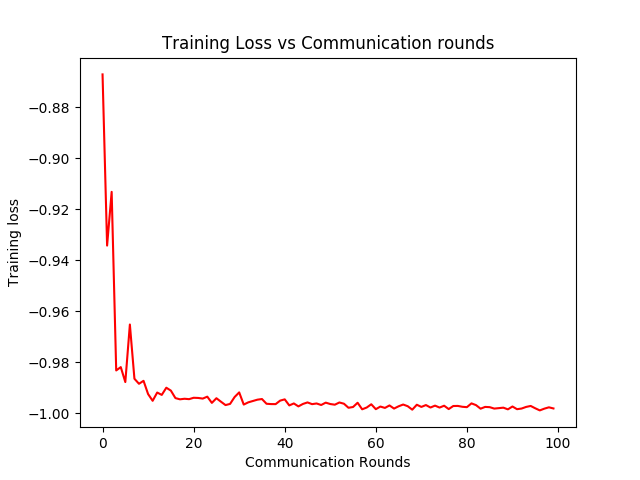 Training Loss vs Communication rounds
−0.88
−0.90
−0.92
−0.94
−0.96
−0.98
−1.00
Training loss
0 20 40 60 80 100
Communication Rounds